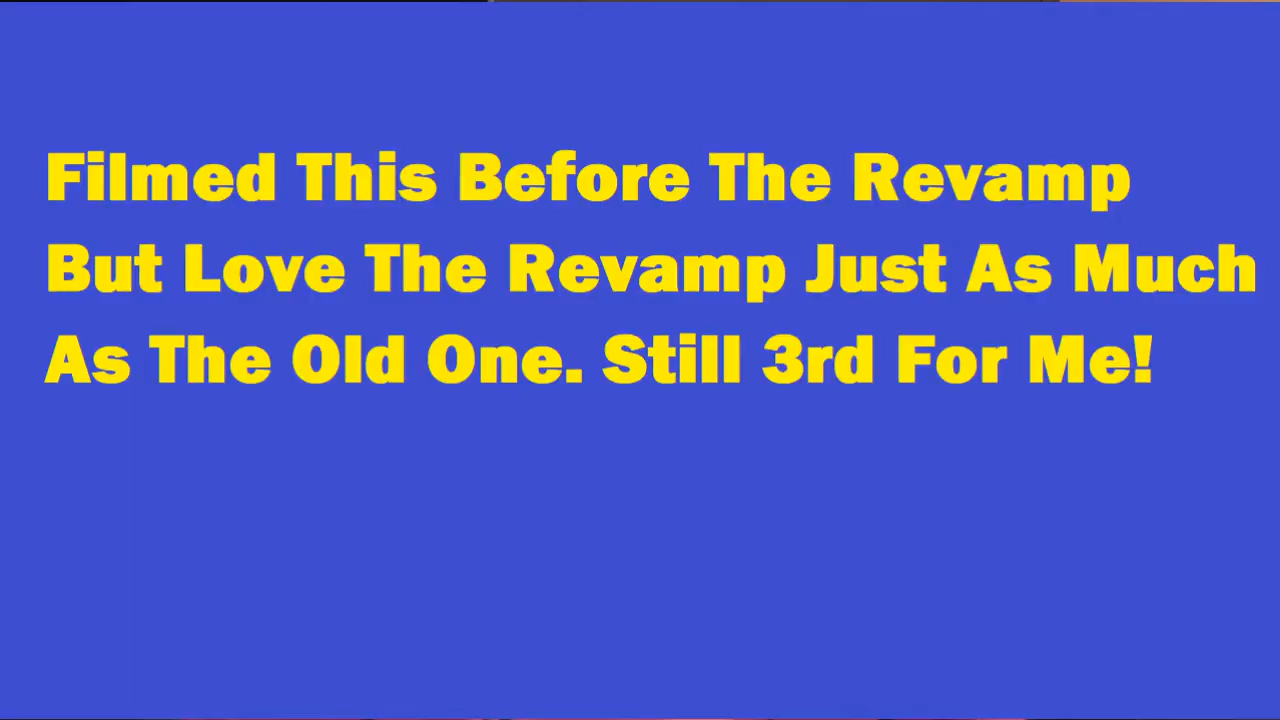 Filmed This Before The Revamp
But Love The Revamp Just As Much
As The Old One. Still 3rd For Me!